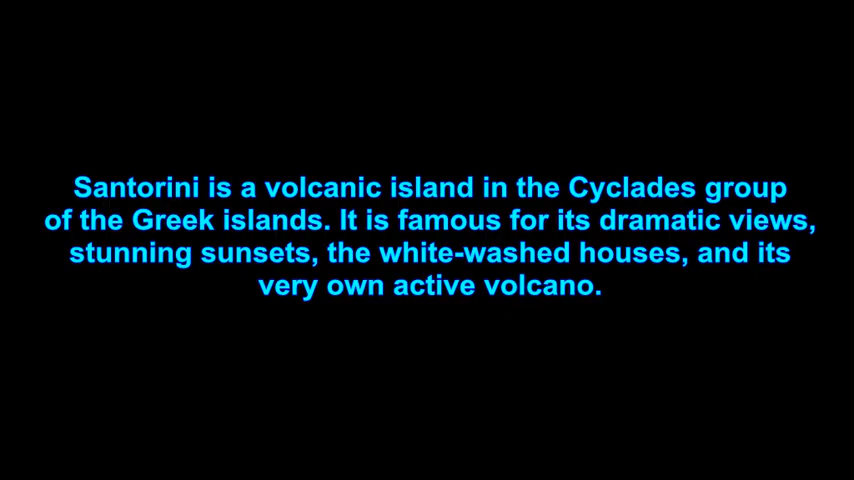 Santorini is a volcanic island in the Cyclades group
of the Greek islands. It is famous for its dramatic views,
stunning sunsets, the white-washed houses, and its
very own active volcano.